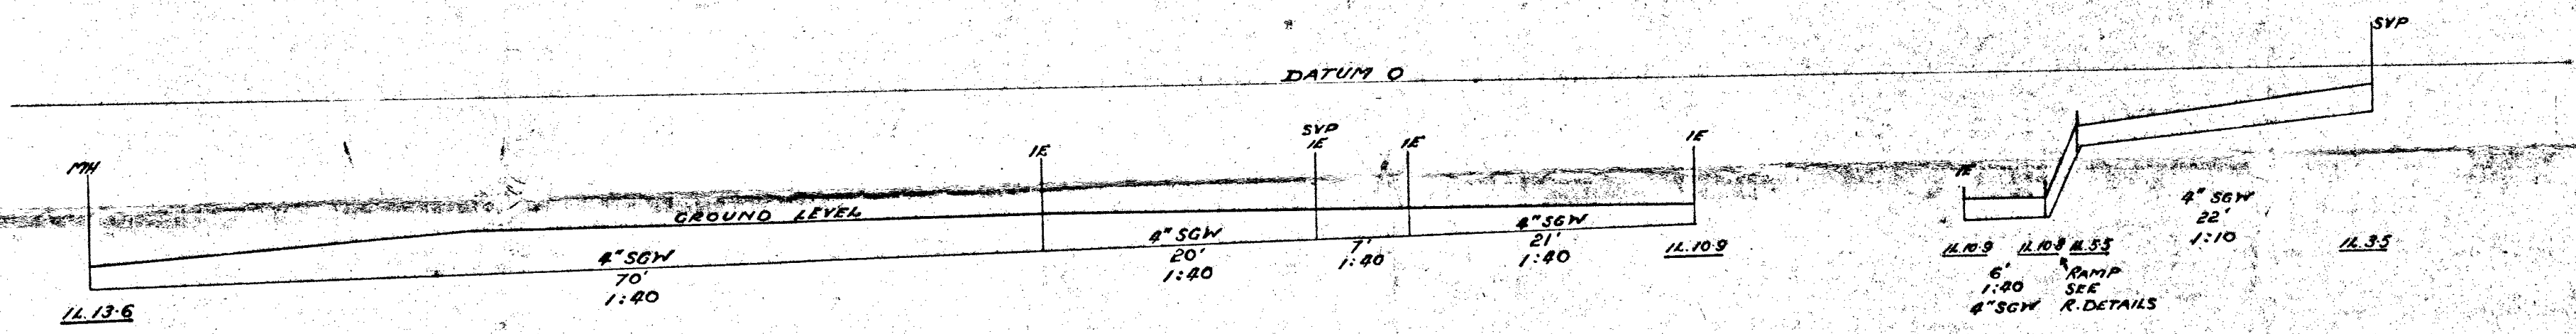 DATUM O
SVP
MH
IE
SVP
IE
IE
IE
IE
GROUND LEVEL
4" SGW
70'
1:40
4" SGW
20'
1:40
7'
1:40
4" SGW
21'
1:40
4" SGW
22'
1:10
IL. 13·6
IL. 10·9
IL. 10·9
IL. 10·8
IL. 5·5
IL. 3·5
6'
1:40
4" SGW
RAMP
SEE
R. DETAILS